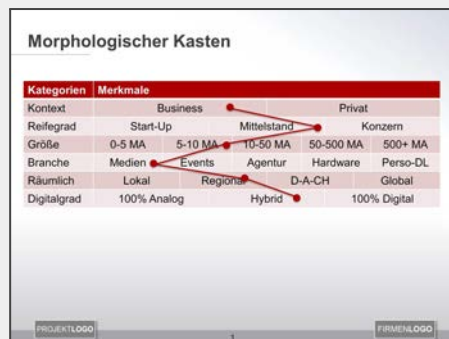 Morphologischer Kasten
Kategorien Merkmale
Kontext Business Privat
Reifegrad Start-Up Mittelstand Konzern
Größe 0-5 MA 5-10 MA 10-50 MA 50-500 MA 500+ MA
Branche Medien Events Agentur Hardware Perso-DL
Räumlich Lokal Regional D-A-CH Global
Digitalgrad 100% Analog Hybrid 100% Digital
PROJEKTLOGO 1 FIRMENLOGO